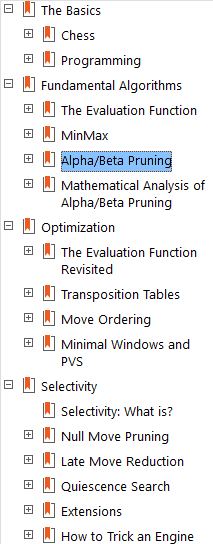 The Basics
Chess
Programming
Fundamental Algorithms
The Evaluation Function
MinMax
Alpha/Beta Pruning
Mathematical Analysis of
Alpha/Beta Pruning
Optimization
The Evaluation Function
Revisited
Transposition Tables
Move Ordering
Minimal Windows and
PVS
Selectivity
Selectivity: What is?
Null Move Pruning
Late Move Reduction
Quiescence Search
Extensions
How to Trick an Engine